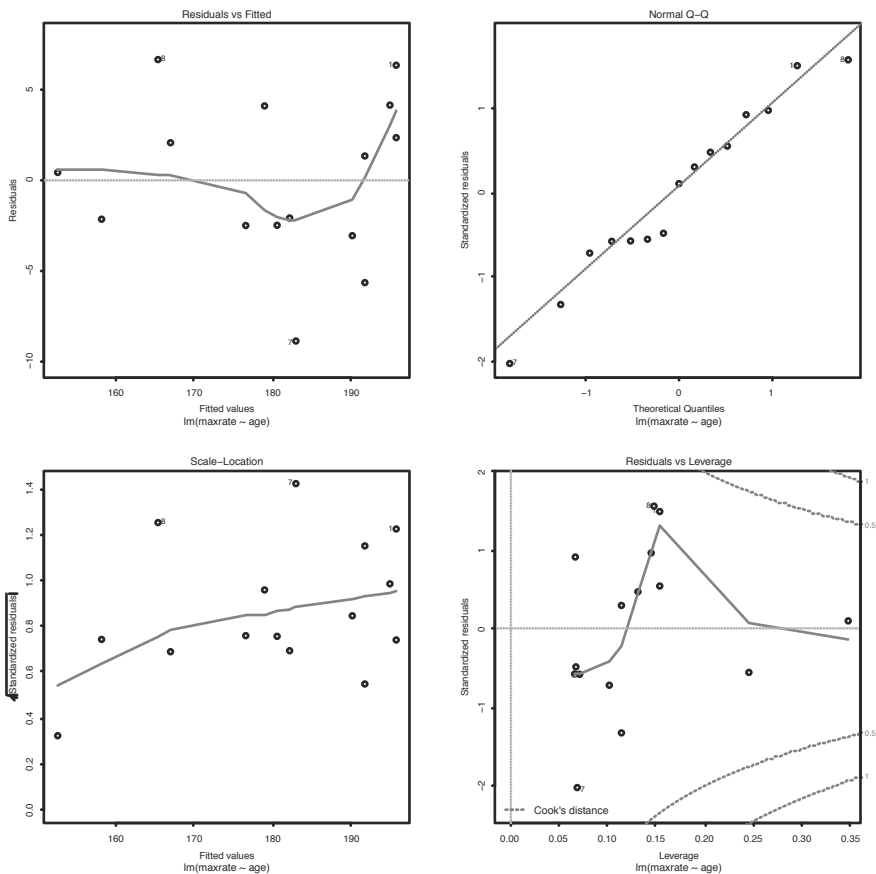 Residuals vs Fitted
Residuals
5
0
−5
−10
8
1
7
160 170 180 190
Fitted values
lm(maxrate ~ age)
Normal Q−Q
Standardized residuals
1
0
−1
−2
1
8
7
−1 0 1
Theoretical Quantiles
lm(maxrate ~ age)
Scale−Location
√|Standardized residuals|
1.4
1.2
1.0
0.8
0.6
0.4
0.2
0.0
7
8
1
160 170 180 190
Fitted values
lm(maxrate ~ age)
Residuals vs Leverage
Standardized residuals
2
1
0
−1
−2
8
1
7
1
0.5
0.5
1
Cook's distance
0.00 0.05 0.10 0.15 0.20 0.25 0.30 0.35
Leverage
lm(maxrate ~ age)